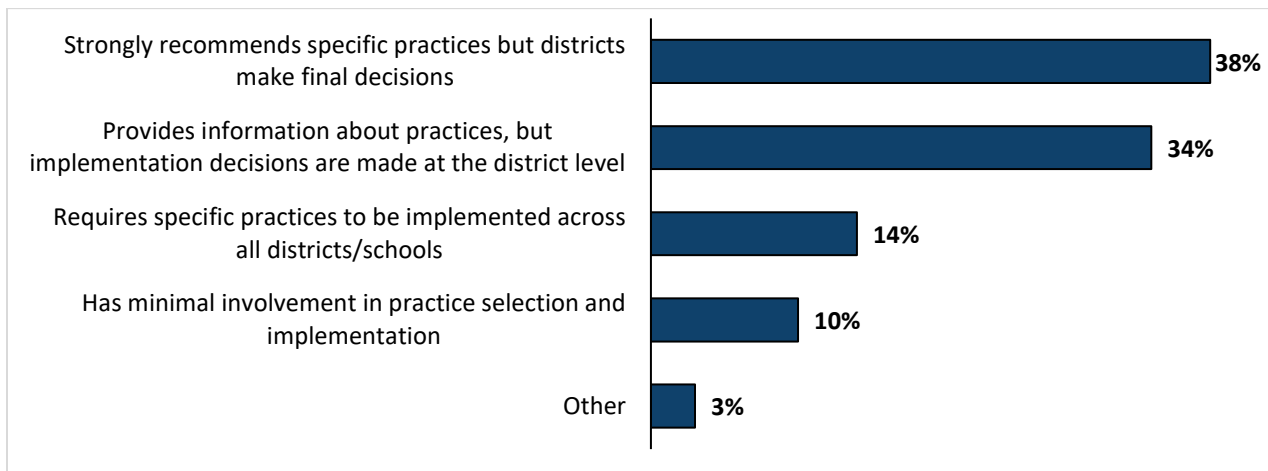 Strongly recommends specific practices but districts
make final decisions
38%
Provides information about practices, but
implementation decisions are made at the district level
34%
Requires specific practices to be implemented across
all districts/schools
14%
Has minimal involvement in practice selection and
implementation
10%
Other
3%